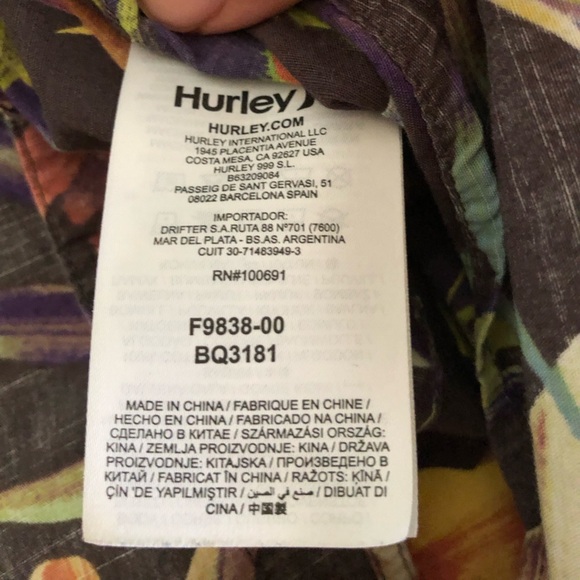 Hurley
HURLEY.COM
HURLEY INTERNATIONAL LLC
1945 PLACENTIA AVENUE
COSTA MESA, CA 92627 USA
HURLEY 999 S.L.
B63209084
PASSEIG DE SANT GERVASI, 51
08022 BARCELONA SPAIN
IMPORTADOR:
DRIFTER S.A.RUTA 88 Nº701 (7600)
MAR DEL PLATA - BS.AS. ARGENTINA
CUIT 30-71463949-3
RN#100691
F9838-00
BQ3181
MADE IN CHINA / FABRIQUE EN CHINE /
HECHO EN CHINA / FABRICADO NA CHINA /
СДЕЛАНО В КИТАЕ / SZÁRMAZÁSI ORSZÁG:
KINA / ZEMLJA PROIZVODNJE: KINA / DRŽAVA
PROIZVODNJE: KITAJSKA / ПРОИЗВЕДЕНО В
КИТАЙ / FABRICAT ÎN CHINA / RAŽOTS: ĶĪNĀ /
ÇİN 'DE YAPILMIŞTIR / صنع في الصين / DIBUAT DI
CINA / 中国製